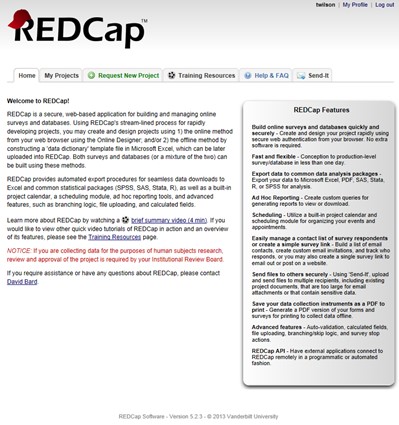 twilson | My Profile | Log out
REDCap™
Home My Projects Request New Project Training Resources Help & FAQ Send-It
Welcome to REDCap!
REDCap is a secure, web-based application for building and managing online
surveys and databases. Using REDCap's stream-lined process for rapidly
developing projects, you may create and design projects using 1) the online method
from your web browser using the Online Designer; and/or 2) the offline method by
constructing a 'data dictionary' template file in Microsoft Excel, which can be later
uploaded into REDCap. Both surveys and databases (or a mixture of the two) can
be built using these methods.
REDCap provides automated export procedures for seamless data downloads to
Excel and common statistical packages (SPSS, SAS, Stata, R), as well as a built-in
project calendar, a scheduling module, ad hoc reporting tools, and advanced
features, such as branching logic, file uploading, and calculated fields.
Learn more about REDCap by watching a brief summary video (4 min). If you
would like to view other quick video tutorials of REDCap in action and an overview
of its features, please see the Training Resources page.
NOTICE: If you are collecting data for the purposes of human subjects research,
review and approval of the project is required by your Institutional Review Board.
If you require assistance or have any questions about REDCap, please contact
David Bard.
REDCap Features
Build online surveys and databases quickly and
securely - Create and design your project rapidly using
secure web authentication from your browser. No extra
software is required.
Fast and flexible - Conception to production-level
survey/database in less than one day.
Export data to common data analysis packages -
Export your data to Microsoft Excel, PDF, SAS, Stata,
R, or SPSS for analysis.
Ad Hoc Reporting - Create custom queries for
generating reports to view or download.
Scheduling - Utilize a built-in project calendar and
scheduling module for organizing your events and
appointments.
Easily manage a contact list of survey respondents
or create a simple survey link - Build a list of email
contacts, create custom email invitations, and track who
responds, or you may also create a single survey link to
email out or post on a website.
Send files to others securely - Using 'Send-It', upload
and send files to multiple recipients, including existing
project documents, that are too large for email
attachments or that contain sensitive data.
Save your data collection instruments as a PDF to
print - Generate a PDF version of your forms and
surveys for printing to collect data offline.
Advanced features - Auto-validation, calculated fields,
file uploading, branching/skip logic, and survey stop
actions.
REDCap API - Have external applications connect to
REDCap remotely in a programmatic or automated
fashion.
REDCap Software - Version 5.2.3 - © 2013 Vanderbilt University